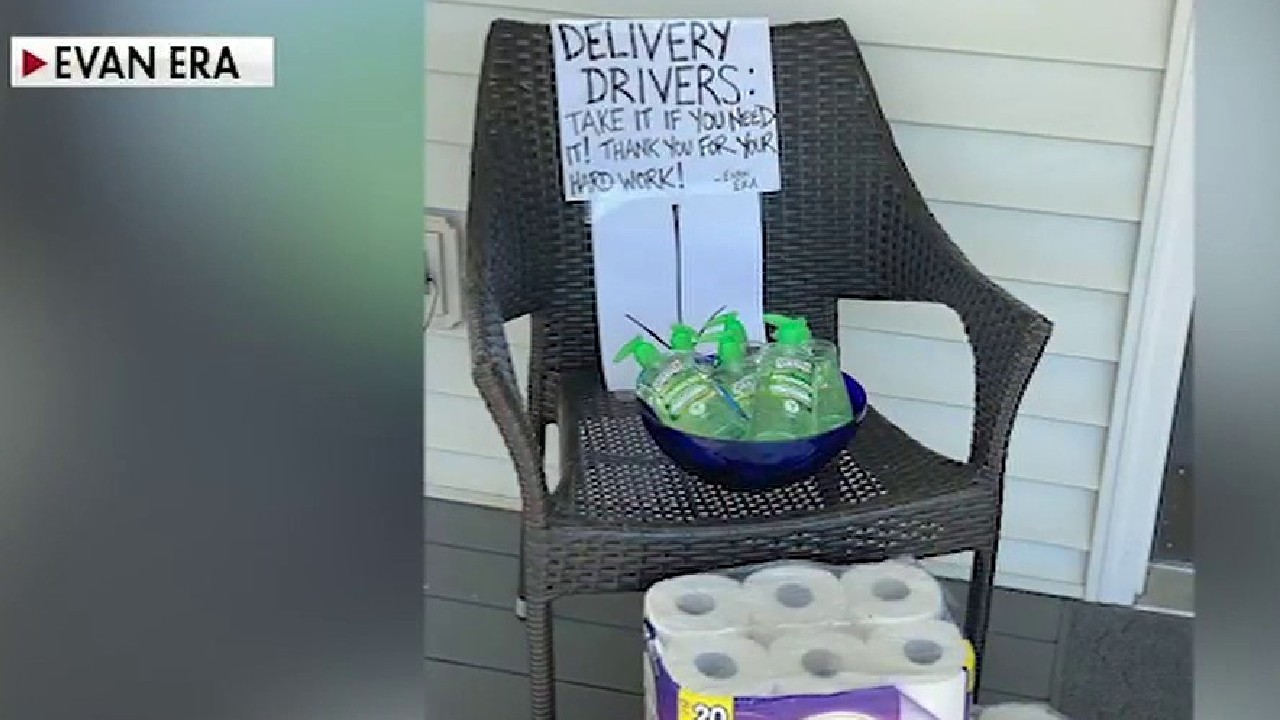 EVAN ERA
DELIVERY
DRIVERS:
TAKE IT IF YOU NEED
IT! THANK YOU FOR YOUR
HARD WORK! -EVAN
ERA
20